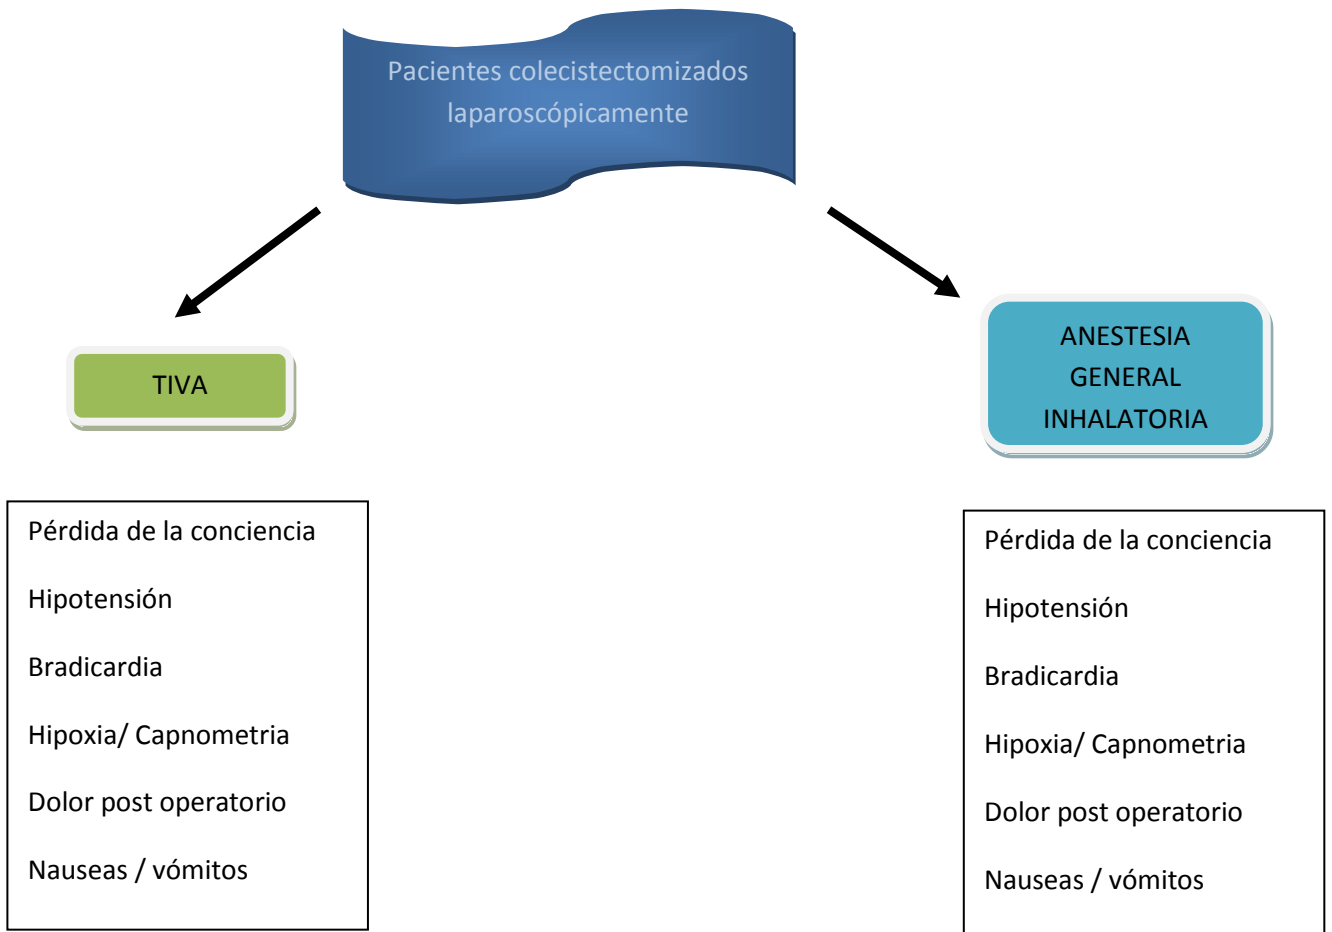 Pacientes colecistectomizados
laparoscópicamente
TIVA
ANESTESIA
GENERAL
INHALATORIA
Pérdida de la conciencia
Hipotensión
Bradicardia
Hipoxia/ Capnometria
Dolor post operatorio
Nauseas / vómitos
Pérdida de la conciencia
Hipotensión
Bradicardia
Hipoxia/ Capnometria
Dolor post operatorio
Nauseas / vómitos